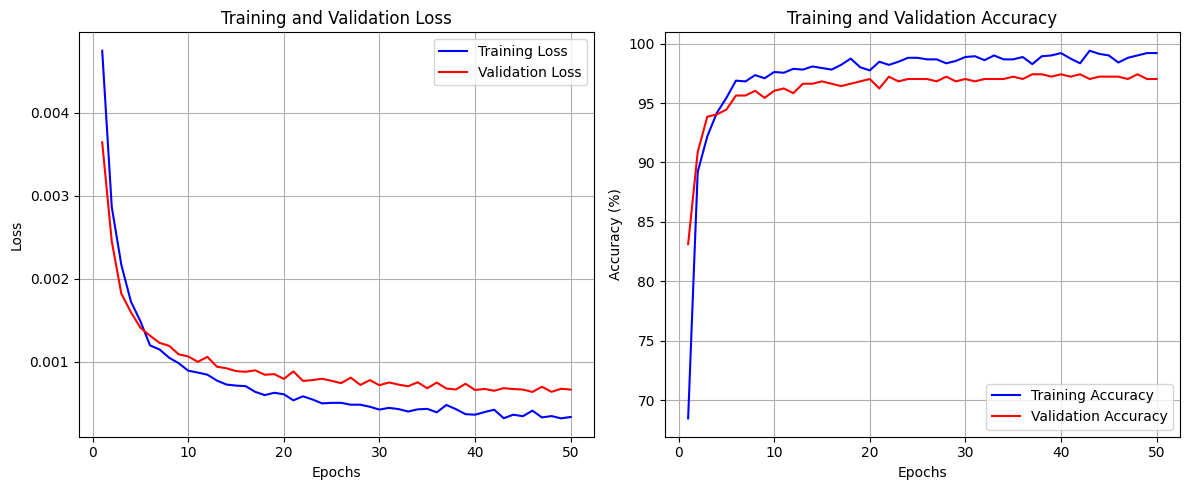 Training and Validation Loss
Training Loss
Validation Loss
0.004
0.003
0.002
0.001
Loss
0 10 20 30 40 50
Epochs
Training and Validation Accuracy
100
95
90
85
80
75
70
Accuracy (%)
Training Accuracy
Validation Accuracy
0 10 20 30 40 50
Epochs